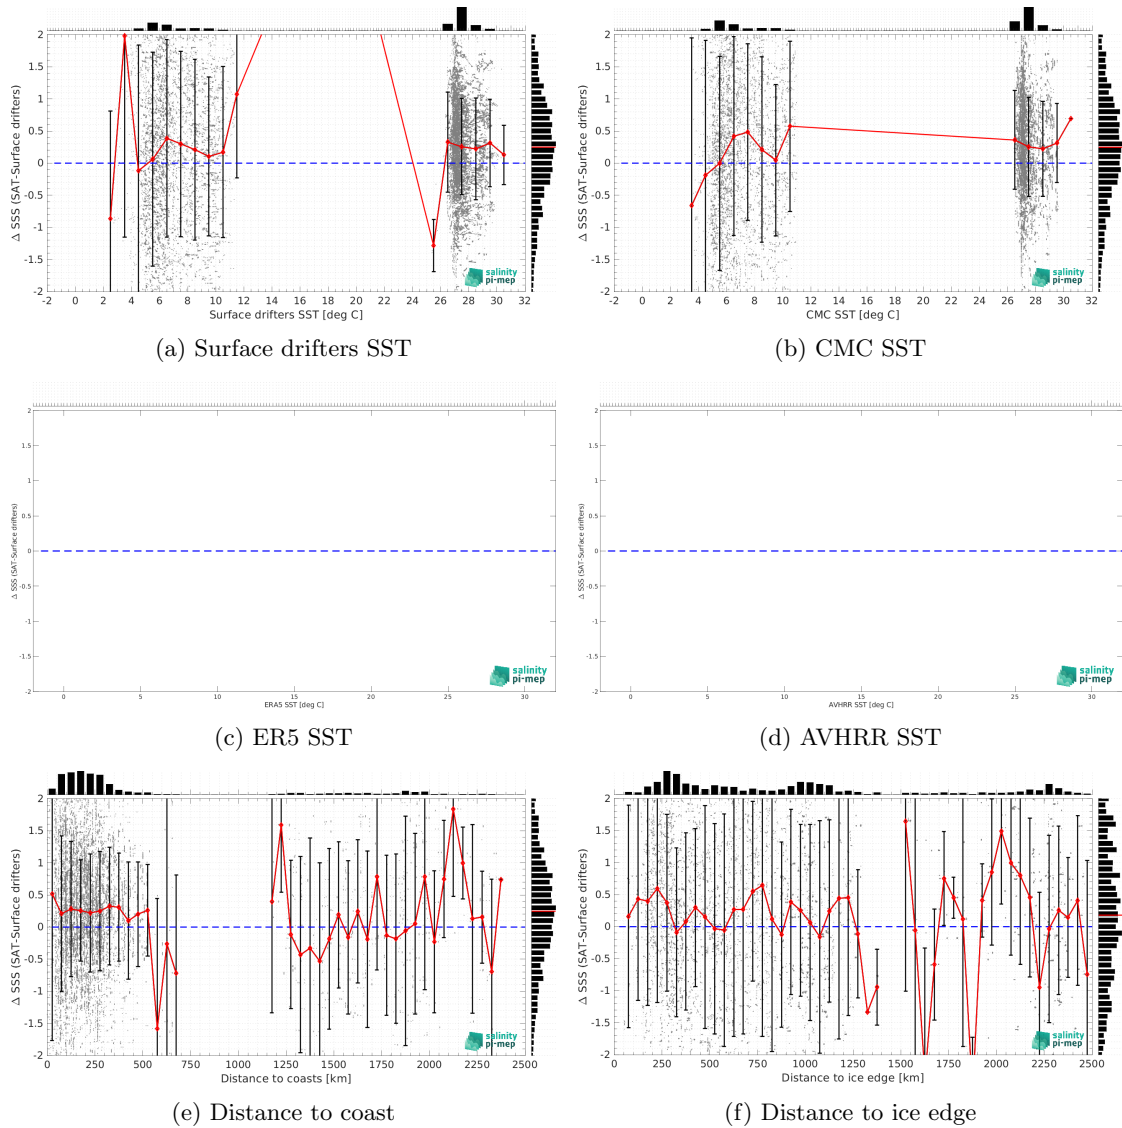 2
1.5
1
0.5
0
-0.5
-1
-1.5
-2
Δ SSS (SAT-Surface drifters)
-2 0 2 4 6 8 10 12 14 16 18 20 22 24 26 28 30 32
Surface drifters SST [deg C]
salinity
pi-mep
(a) Surface drifters SST
2
1.5
1
0.5
0
-0.5
-1
-1.5
-2
Δ SSS (SAT-Surface drifters)
-2 0 2 4 6 8 10 12 14 16 18 20 22 24 26 28 30 32
CMC SST [deg C]
salinity
pi-mep
(b) CMC SST
2
1.5
1
0.5
0
-0.5
-1
-1.5
-2
Δ SSS (SAT-Surface drifters)
0 5 10 15 20 25 30
ERA5 SST [deg C]
salinity
pi-mep
(c) ER5 SST
2
1.5
1
0.5
0
-0.5
-1
-1.5
-2
Δ SSS (SAT-Surface drifters)
0 5 10 15 20 25 30
AVHRR SST [deg C]
salinity
pi-mep
(d) AVHRR SST
2
1.5
1
0.5
0
-0.5
-1
-1.5
-2
Δ SSS (SAT-Surface drifters)
0 250 500 750 1000 1250 1500 1750 2000 2250 2500
Distance to coasts [km]
salinity
pi-mep
(e) Distance to coast
2
1.5
1
0.5
0
-0.5
-1
-1.5
-2
Δ SSS (SAT-Surface drifters)
0 250 500 750 1000 1250 1500 1750 2000 2250 2500
Distance to ice edge [km]
salinity
pi-mep
(f) Distance to ice edge